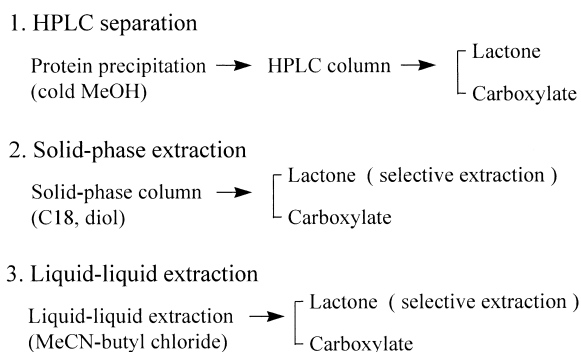 1. HPLC separation
Protein precipitation HPLC column Lactone
(cold MeOH) Carboxylate
2. Solid-phase extraction
Solid-phase column Lactone ( selective extraction )
(C18, diol) Carboxylate
3. Liquid-liquid extraction
Liquid-liquid extraction Lactone ( selective extraction )
(MeCN-butyl chloride) Carboxylate